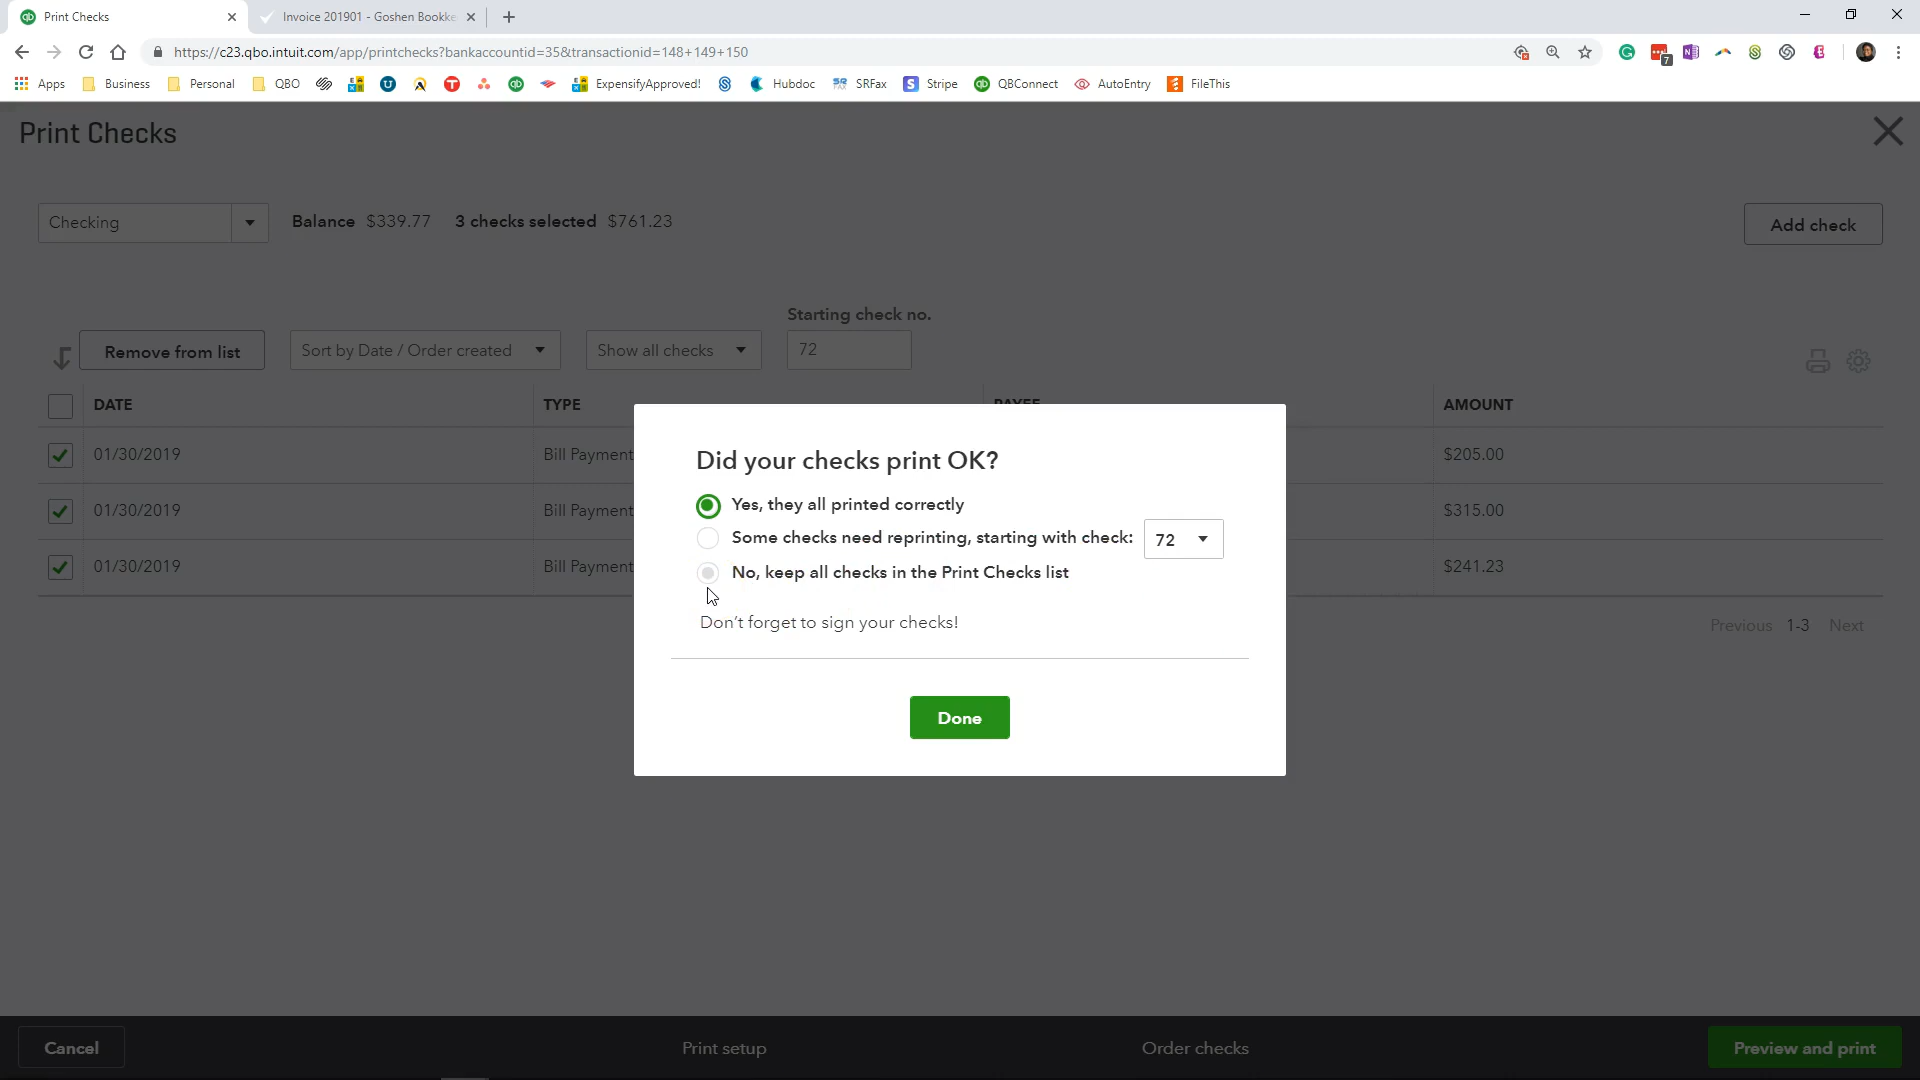 Print Checks
Invoice 201901 - Goshen Bookke
https://c23.qbo.intuit.com/app/printchecks?bankaccountid=35&transactionid=148+149+150
7
Apps
Business
Personal
QBO
ExpensifyApproved!
Hubdoc
SRFax
Stripe
QBConnect
AutoEntry
FileThis
Print Checks
Checking
Balance $339.77 3 checks selected $761.23
Add check
Starting check no.
Remove from list
Sort by Date / Order created
Show all checks
72
DATE
TYPE
PAYEE
AMOUNT
01/30/2019
Bill Payment
$205.00
01/30/2019
Bill Payment
$315.00
01/30/2019
Bill Payment
$241.23
Previous 1-3 Next
Did your checks print OK?
Yes, they all printed correctly
Some checks need reprinting, starting with check: 72
No, keep all checks in the Print Checks list
Don't forget to sign your checks!
Done
Cancel
Print setup
Order checks
Preview and print